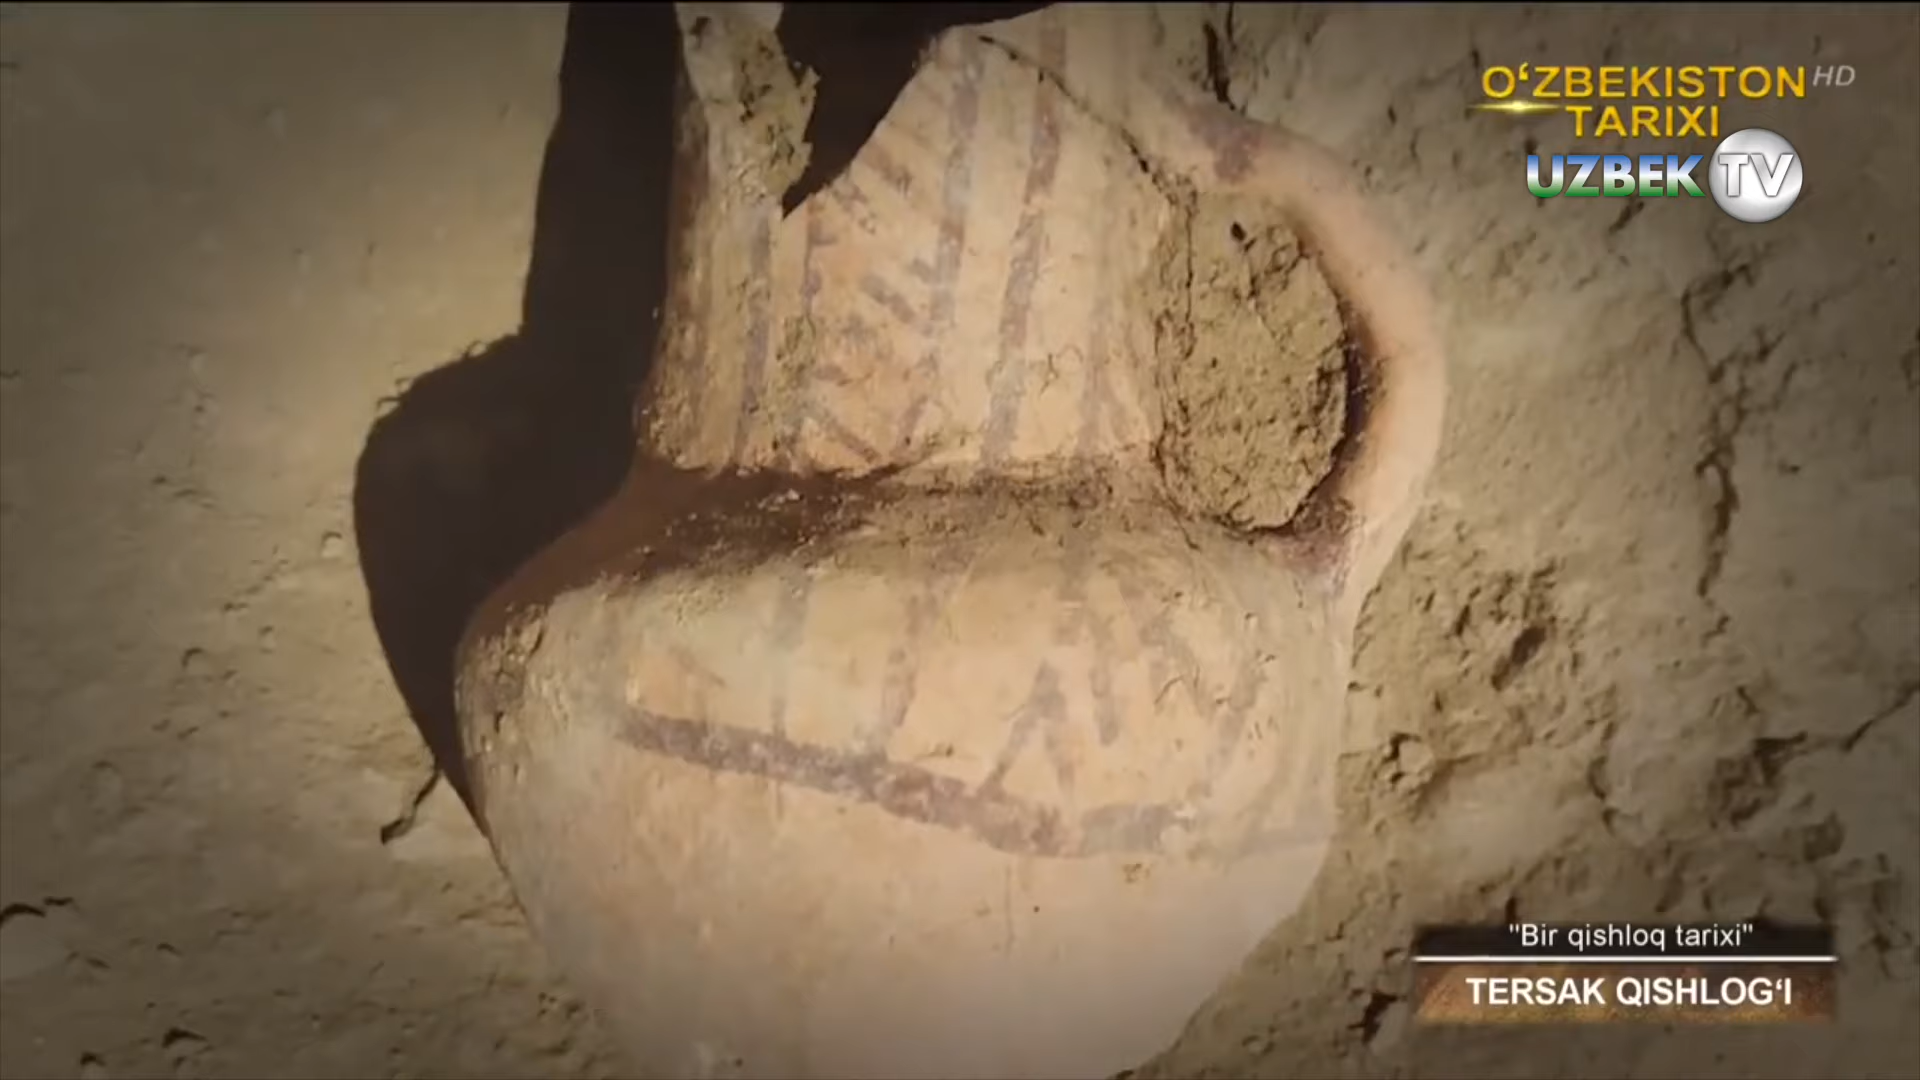 O‘ZBEKISTON HD
TARIXI
UZBEK TV
"Bir qishloq tarixi"
TERSAK QISHLOG‘I